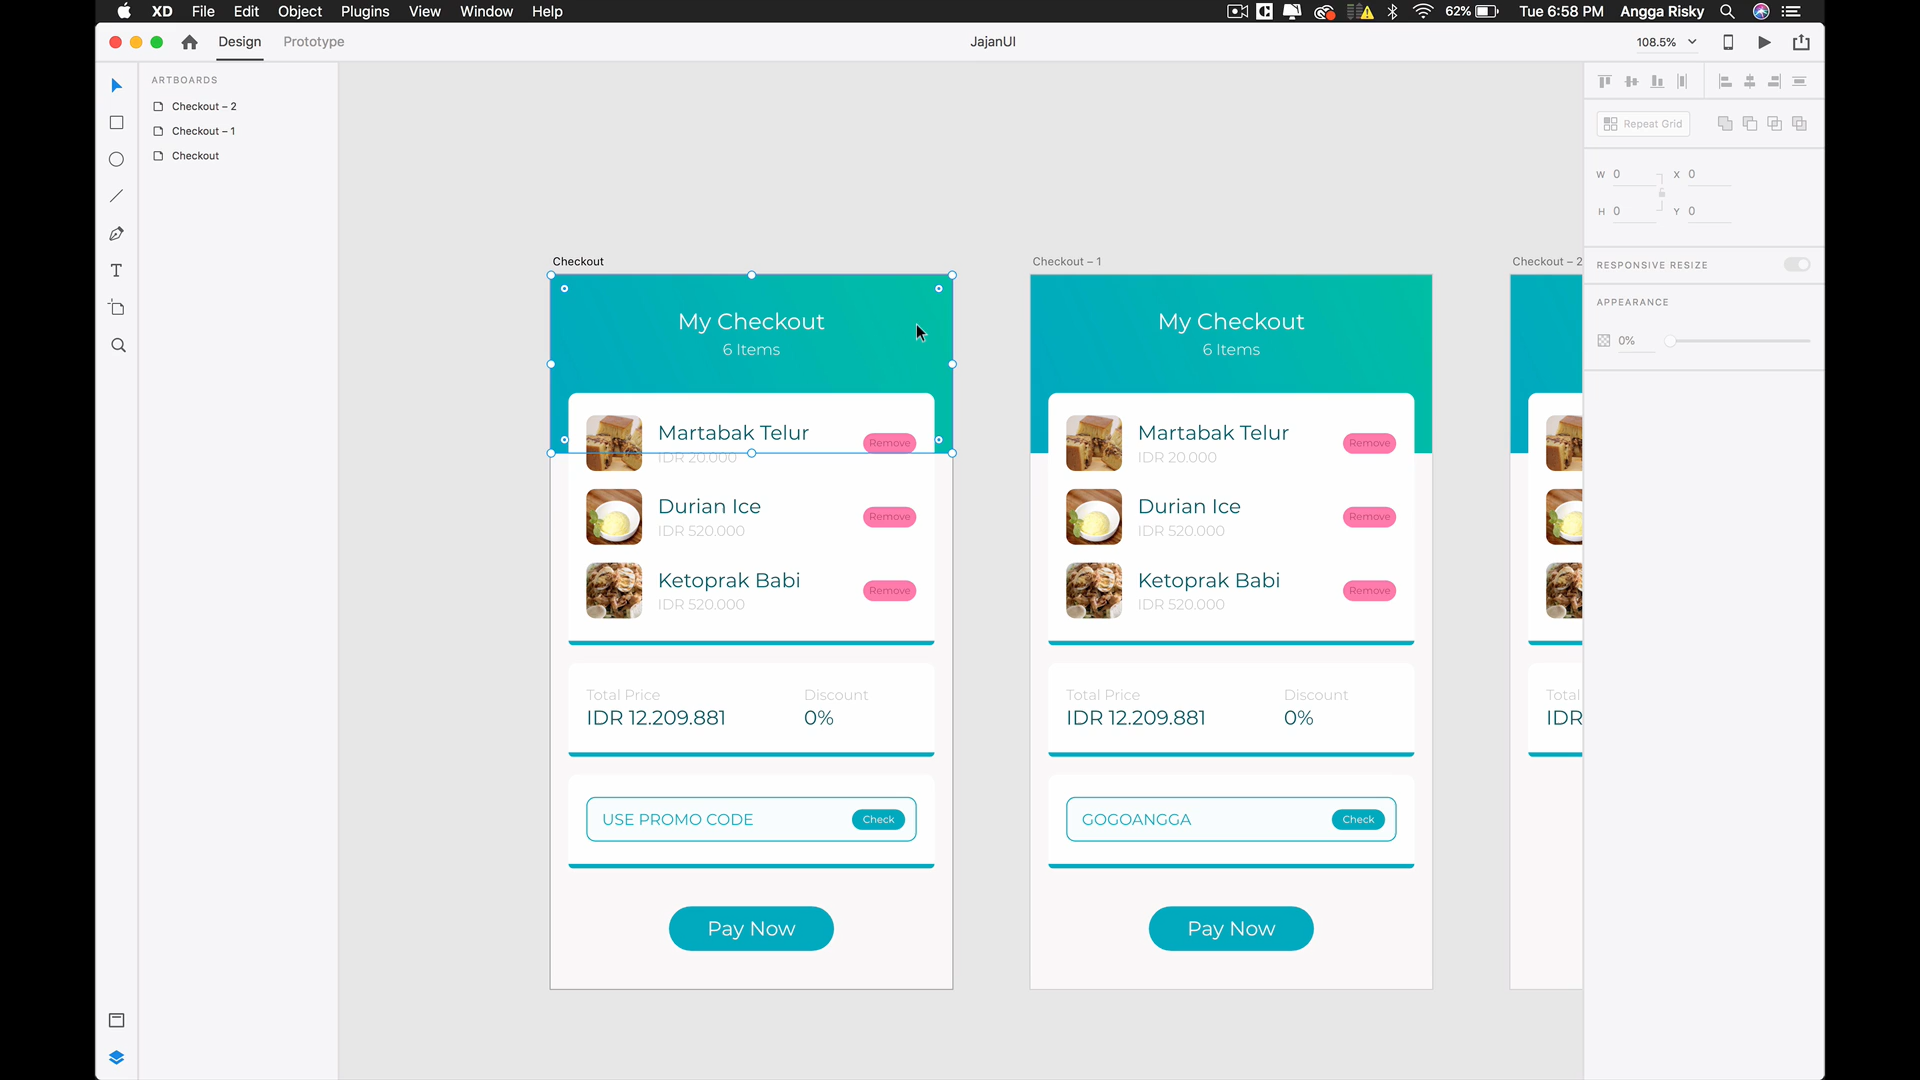 XD File Edit Object Plugins View Window Help
62% Tue 6:58 PM Angga Risky
Design Prototype
JajanUI
108.5%
ARTBOARDS
Checkout – 2
Checkout – 1
Checkout
Repeat Grid
W 0 X 0
H 0 Y 0
RESPONSIVE RESIZE
APPEARANCE
0%
Checkout
My Checkout
6 Items
Martabak Telur
IDR 20.000
Remove
Durian Ice
IDR 520.000
Remove
Ketoprak Babi
IDR 520.000
Remove
Total Price
IDR 12.209.881
Discount
0%
USE PROMO CODE
Check
Pay Now
Checkout – 1
My Checkout
6 Items
Martabak Telur
IDR 20.000
Remove
Durian Ice
IDR 520.000
Remove
Ketoprak Babi
IDR 520.000
Remove
Total Price
IDR 12.209.881
Discount
0%
GOGOANGGA
Check
Pay Now
Checkout – 2
Total
IDR